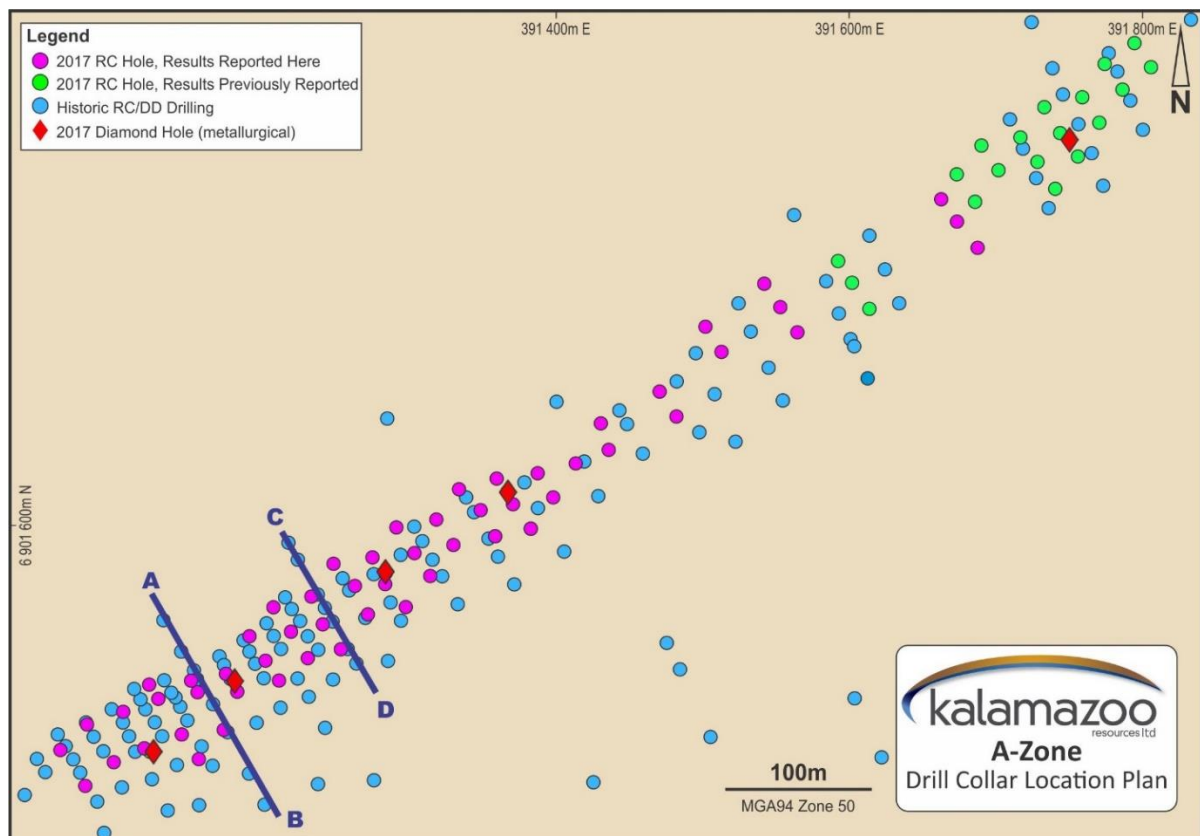 391 400m E
391 600m E
391 800m E
Legend
2017 RC Hole, Results Reported Here
2017 RC Hole, Results Previously Reported
Historic RC/DD Drilling
2017 Diamond Hole (metallurgical)
N
6 901 600m N
C
A
D
B
100m
MGA94 Zone 50
kalamazoo
resources ltd
A-Zone
Drill Collar Location Plan